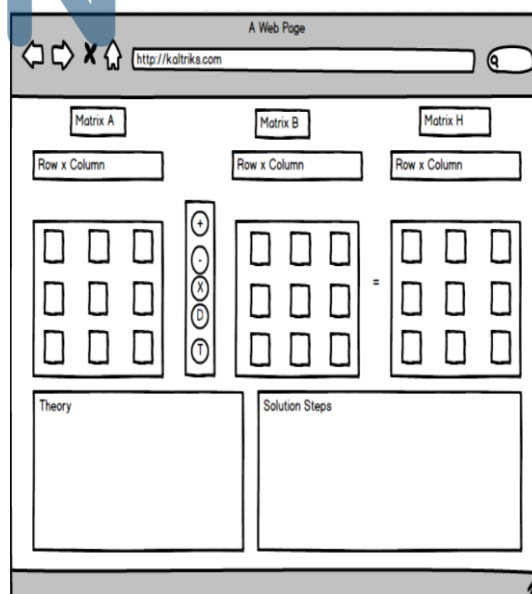 A Web Page
http://kaltriks.com
Matrix A
Matrix B
Matrix H
Row x Column
Row x Column
Row x Column
+
-
X
D
T
=
Theory
Solution Steps